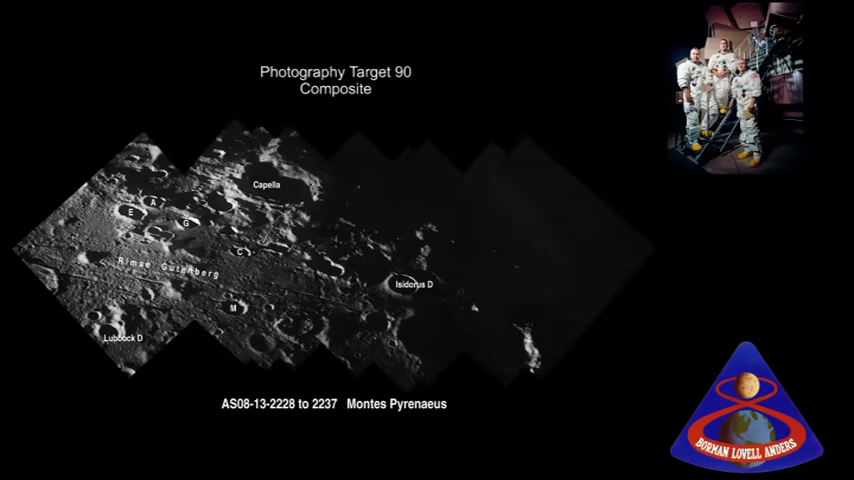 Photography Target 90
Composite
Capella
A
E
G
C
Rimae Gutenberg
Isidorus D
M
Lubbock D
AS08-13-2228 to 2237 Montes Pyrenaeus
BORMAN LOVELL ANDERS